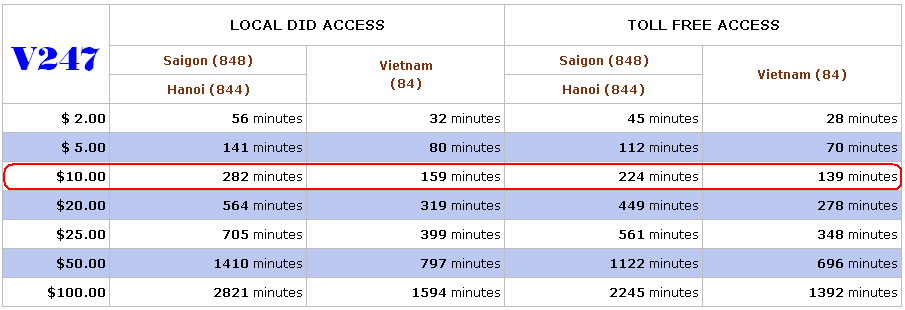 V247
LOCAL DID ACCESS TOLL FREE ACCESS
Saigon (848) Vietnam (84) Saigon (848) Vietnam (84)
Hanoi (844) Hanoi (844)
$ 2.00 56 minutes 32 minutes 45 minutes 28 minutes
$ 5.00 141 minutes 80 minutes 112 minutes 70 minutes
$10.00 282 minutes 159 minutes 224 minutes 139 minutes
$20.00 564 minutes 319 minutes 449 minutes 278 minutes
$25.00 705 minutes 399 minutes 561 minutes 348 minutes
$50.00 1410 minutes 797 minutes 1122 minutes 696 minutes
$100.00 2821 minutes 1594 minutes 2245 minutes 1392 minutes